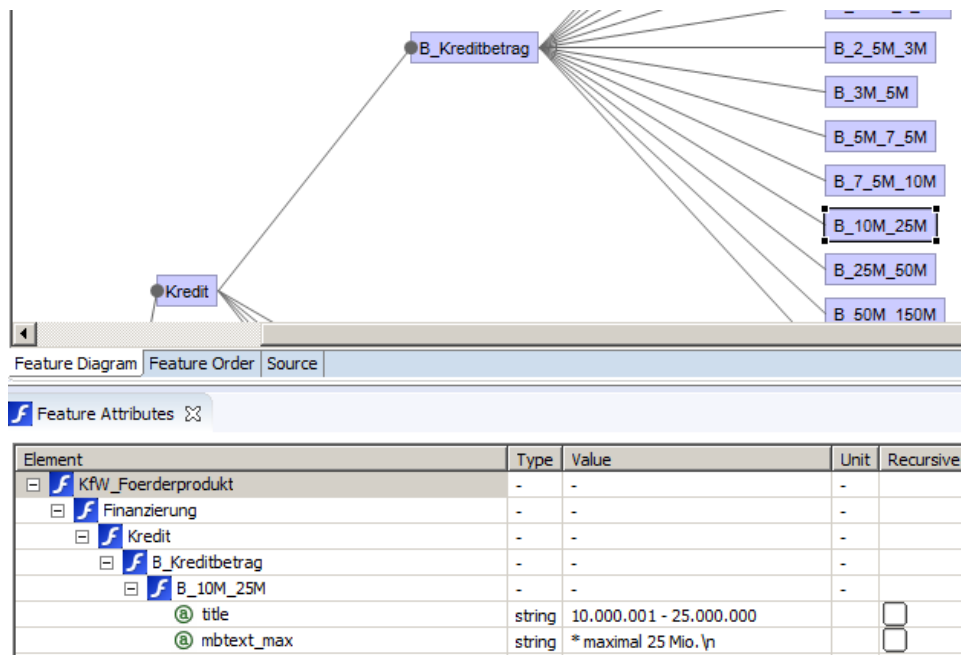 B_Kreditbetrag
B_2_5M_3M
B_3M_5M
B_5M_7_5M
B_7_5M_10M
B_10M_25M
B_25M_50M
Kredit
B_50M_150M
Feature Diagram Feature Order Source
Feature Attributes
Element Type Value Unit Recursive
KfW_Foerderprodukt - - -
Finanzierung - - -
Kredit - - -
B_Kreditbetrag - - -
B_10M_25M - - -
title string 10.000.001 - 25.000.000
mbtext_max string * maximal 25 Mio.\n